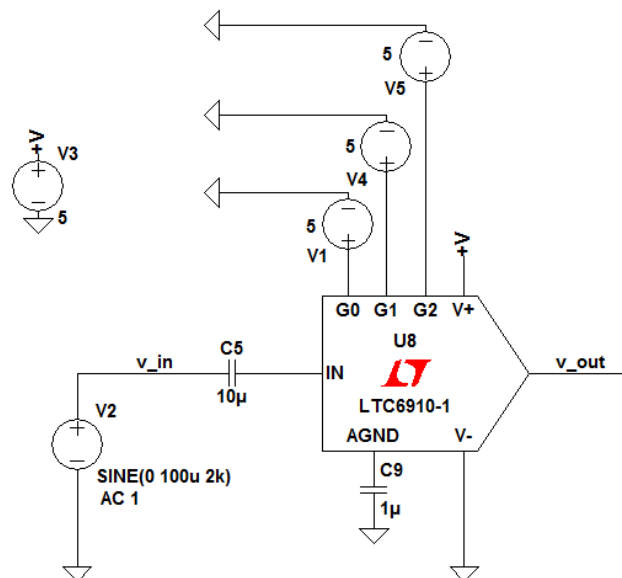 5
V5
+V
V3
5
V4
5
5
V1
+V
G0 G1 G2 V+
U8
v_in
C5
v_out
IN
10µ
LTC6910-1
V2
AGND
V-
C9
SINE(0 100u 2k)
1µ
AC 1